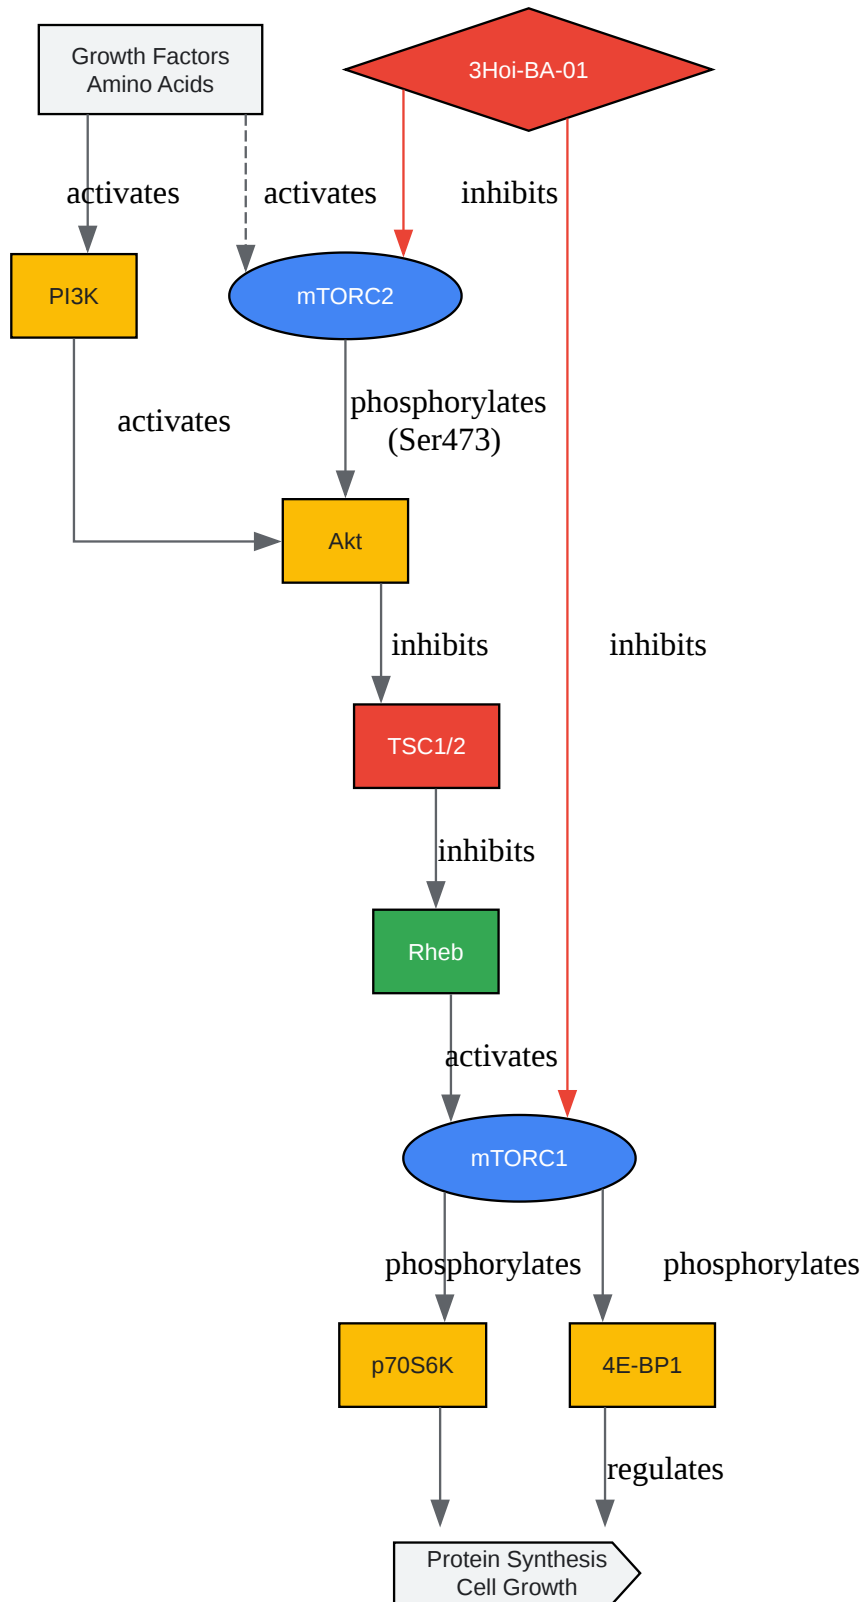 Growth Factors
Amino Acids
3Hoi-BA-01
activates
activates
inhibits
PI3K
mTORC2
activates
phosphorylates
(Ser473)
Akt
inhibits
inhibits
TSC1/2
inhibits
Rheb
activates
mTORC1
phosphorylates
phosphorylates
p70S6K
4E-BP1
regulates
Protein Synthesis
Cell Growth